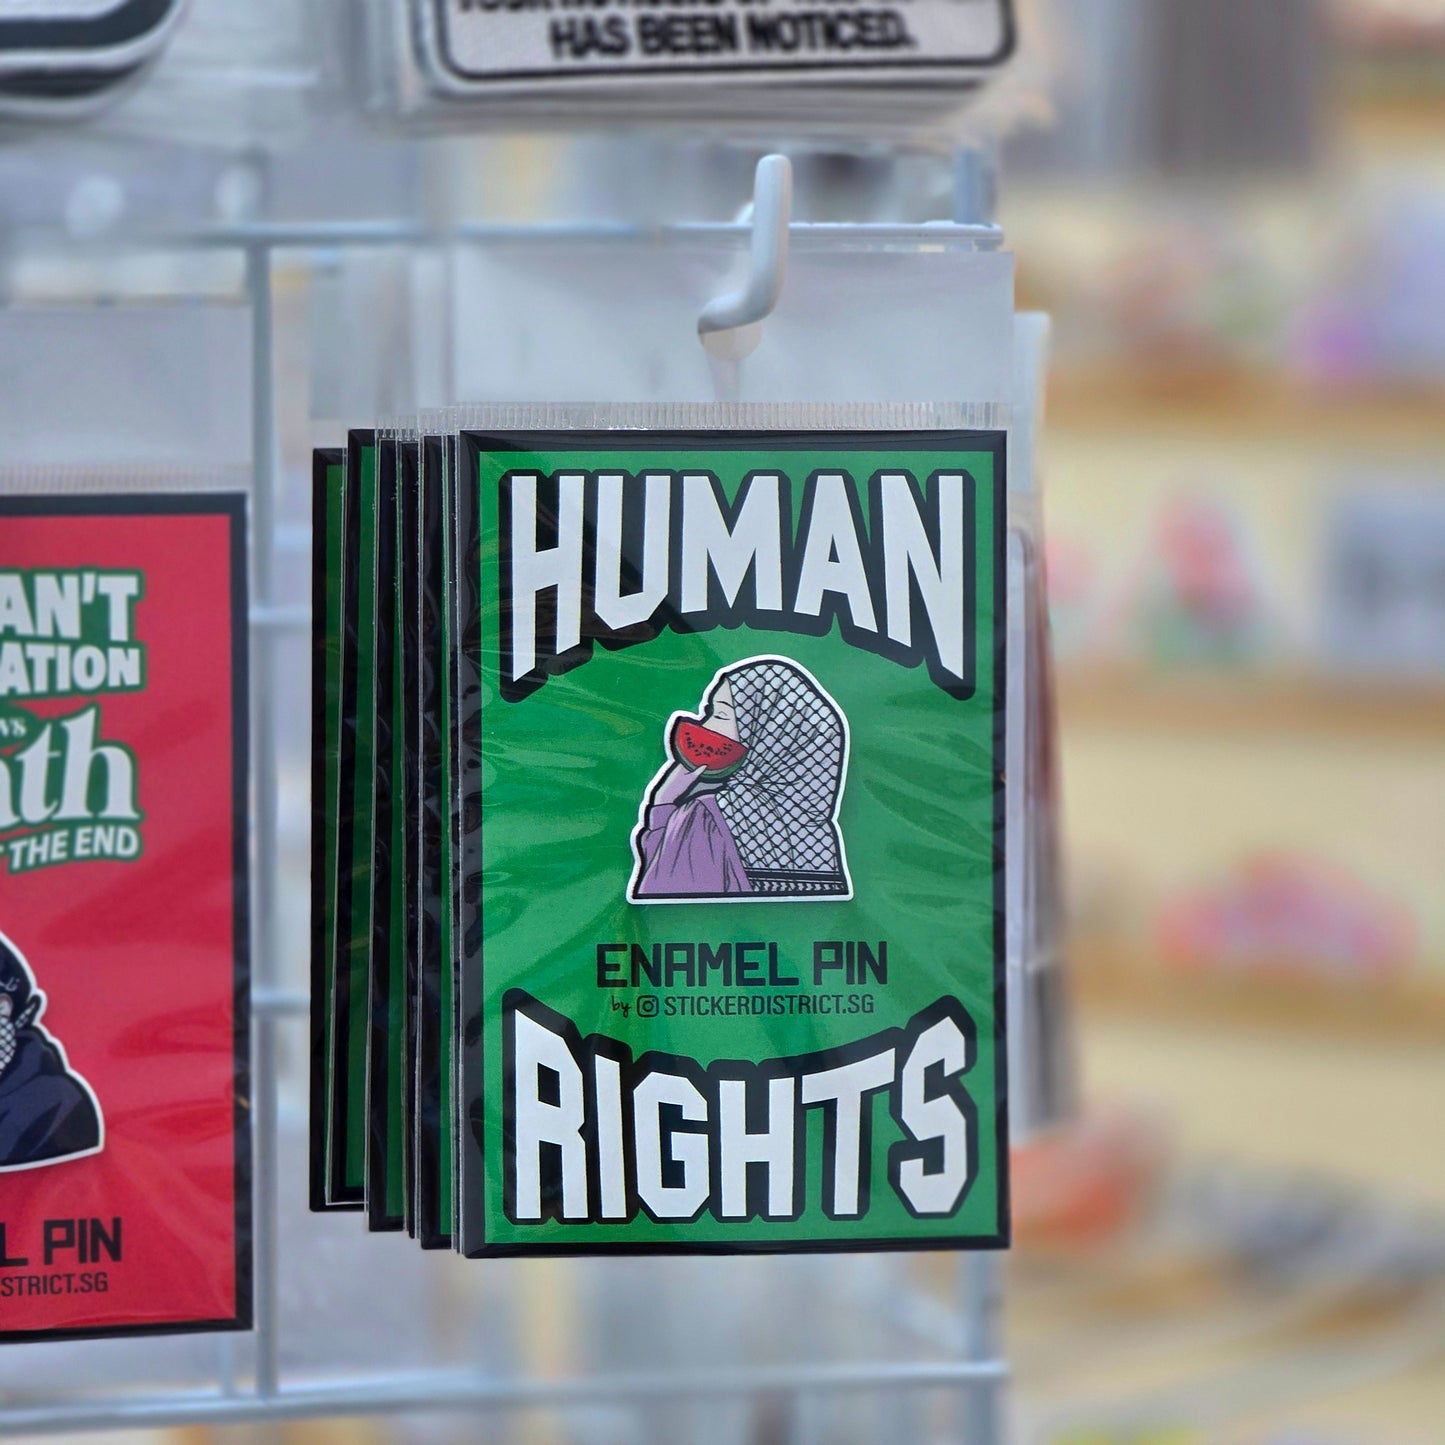 HAS BEEN NOTICED.
HUMAN
ENAMEL PIN
by STICKERDISTRICT.SG
RIGHTS
AN'T
ATION
THE END
PIN
STRICT.SG